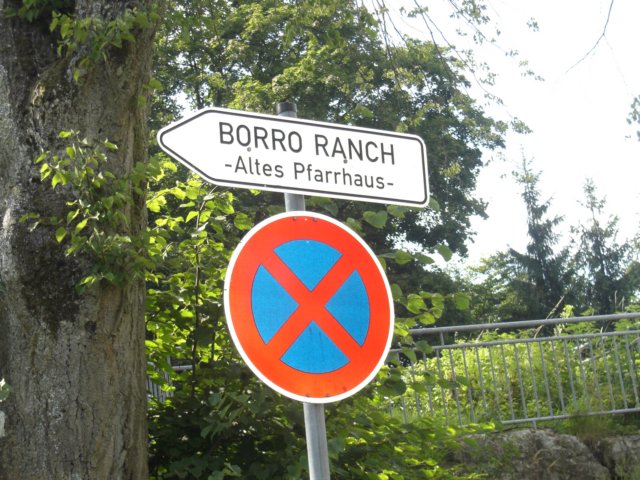 BORRO RANCH
-Altes Pfarrhaus-